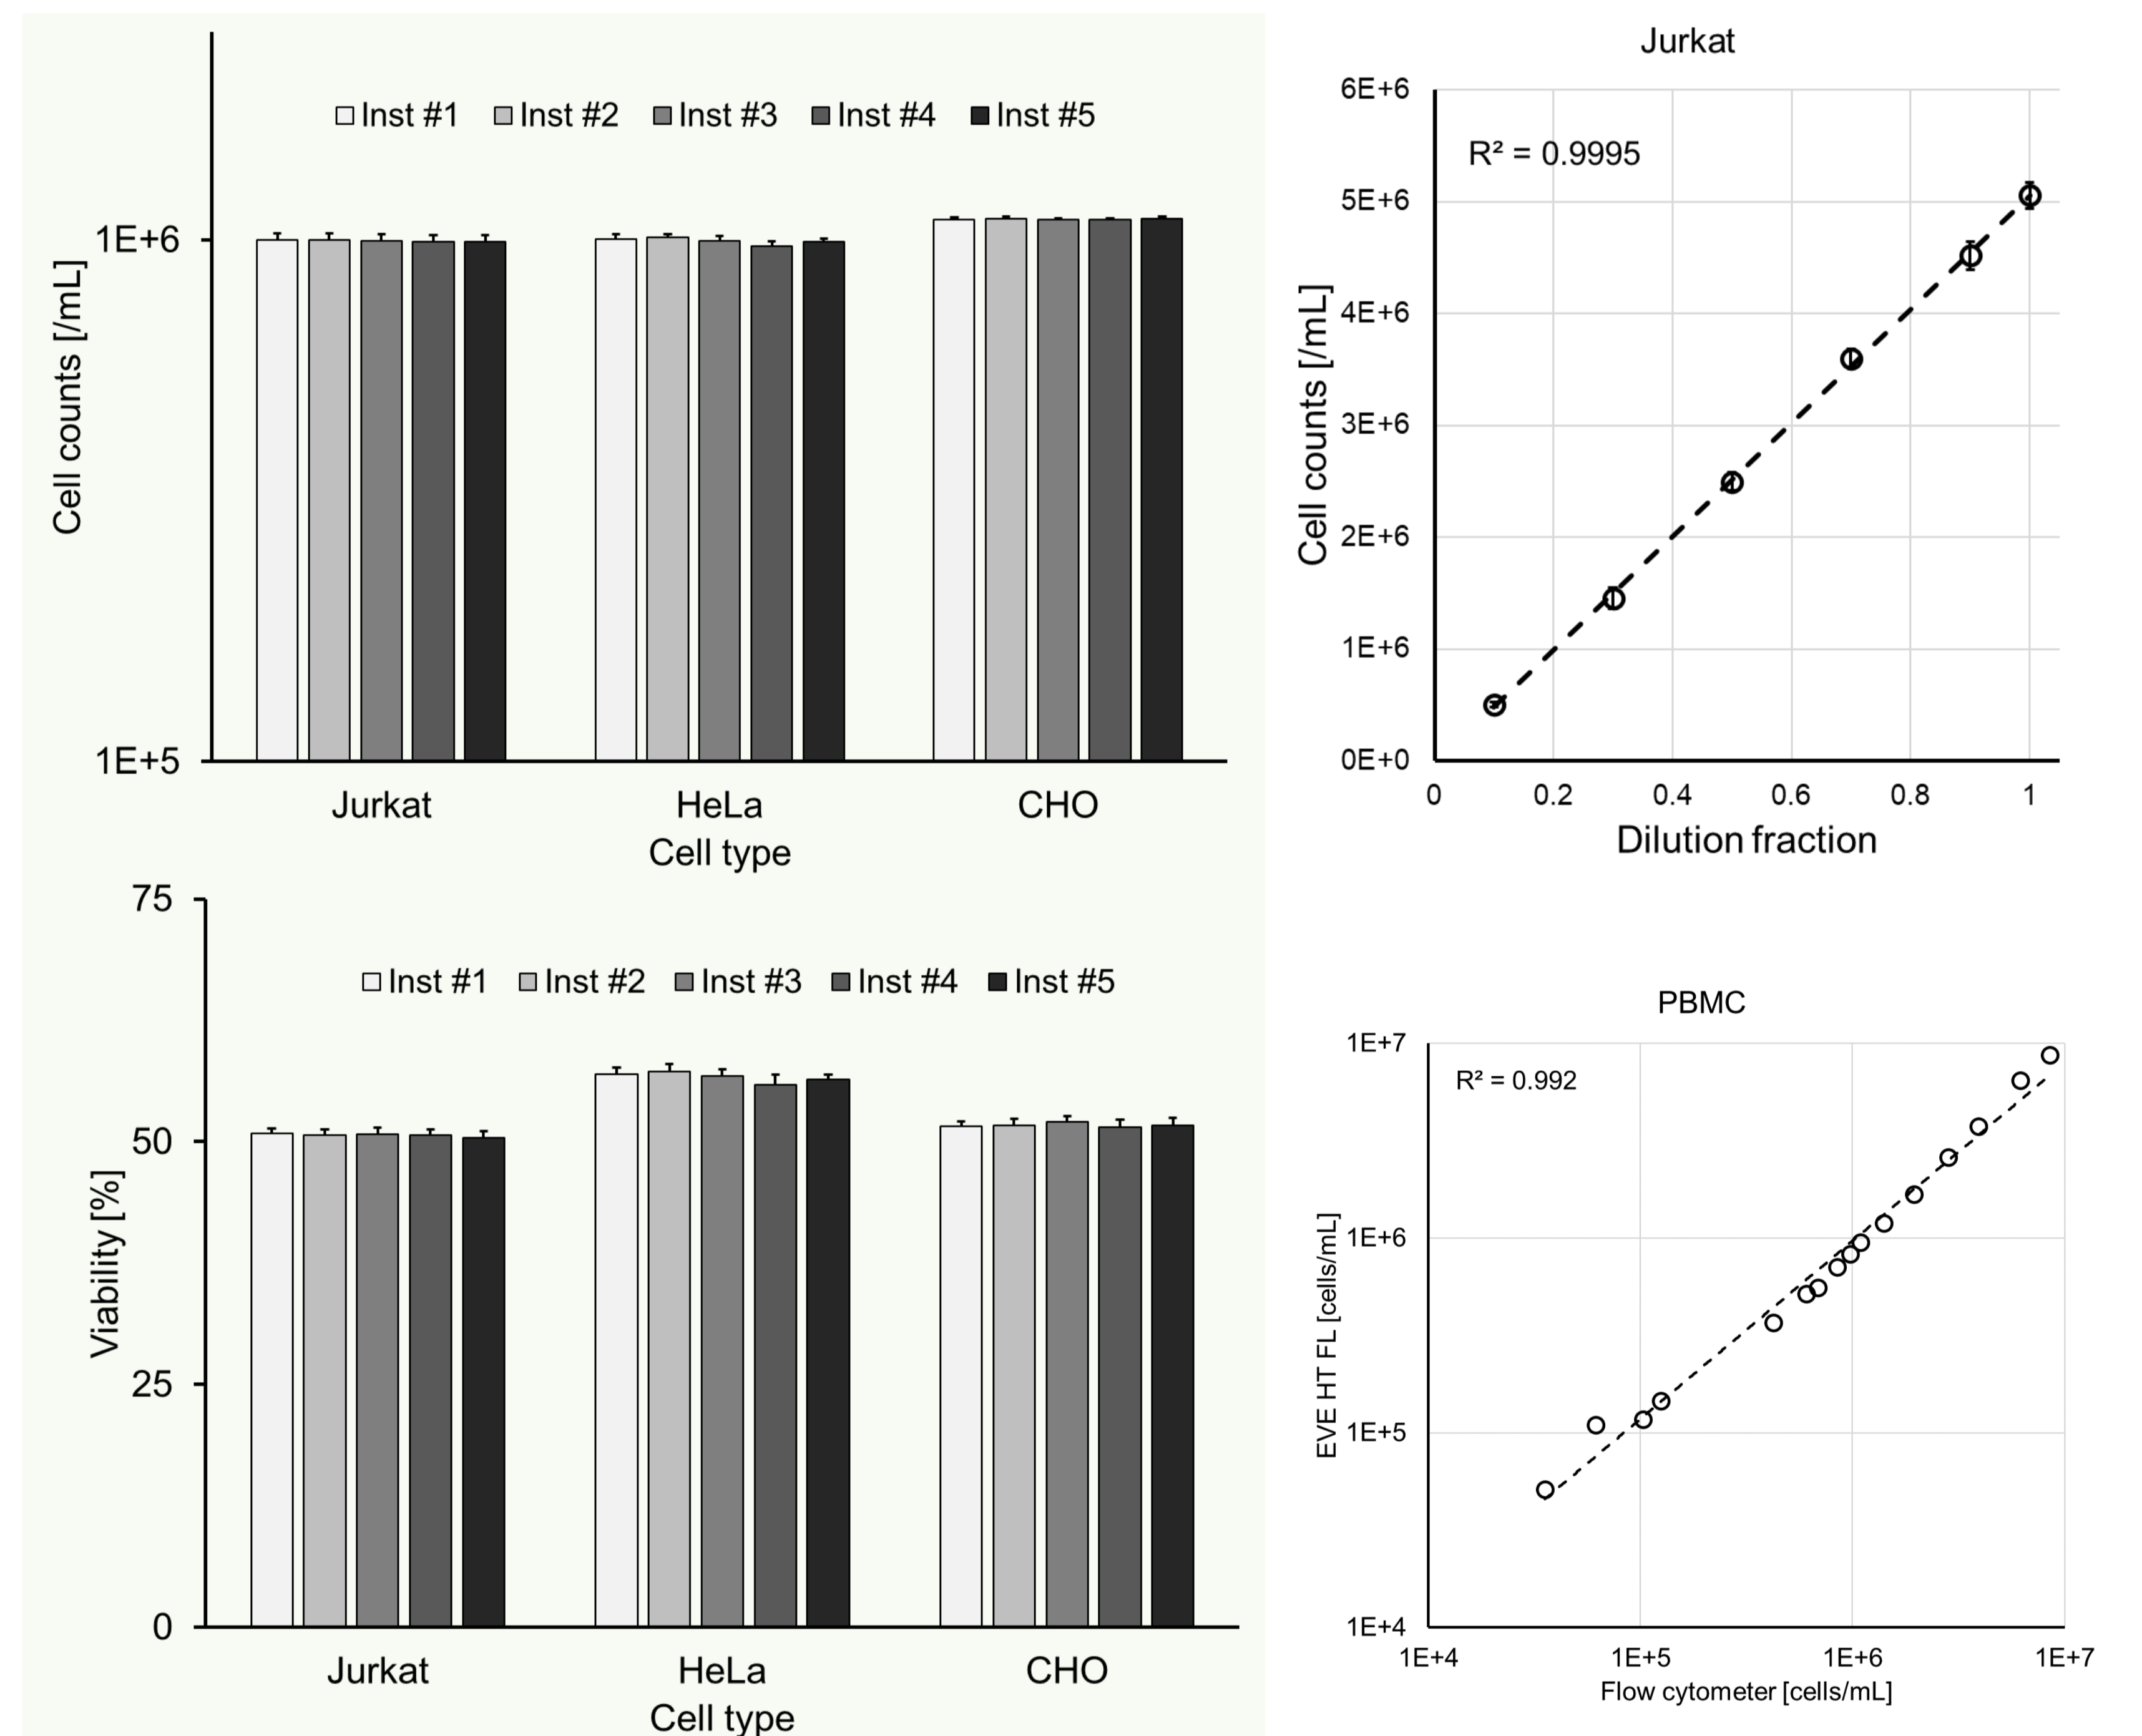 Inst #1 Inst #2 Inst #3 Inst #4 Inst #5
1E+6
1E+5
Cell counts [/mL]
Jurkat HeLa CHO
Cell type
75
50
25
0
Inst #1 Inst #2 Inst #3 Inst #4 Inst #5
Viability [%]
Jurkat HeLa CHO
Cell type
Jurkat
6E+6
5E+6
4E+6
3E+6
2E+6
1E+6
0E+0
R² = 0.9995
Cell counts [/mL]
0 0.2 0.4 0.6 0.8 1
Dilution fraction
PBMC
1E+7
1E+6
1E+5
1E+4
R² = 0.992
EVE HT FL [cells/mL]
1E+4 1E+5 1E+6 1E+7
Flow cytometer [cells/mL]